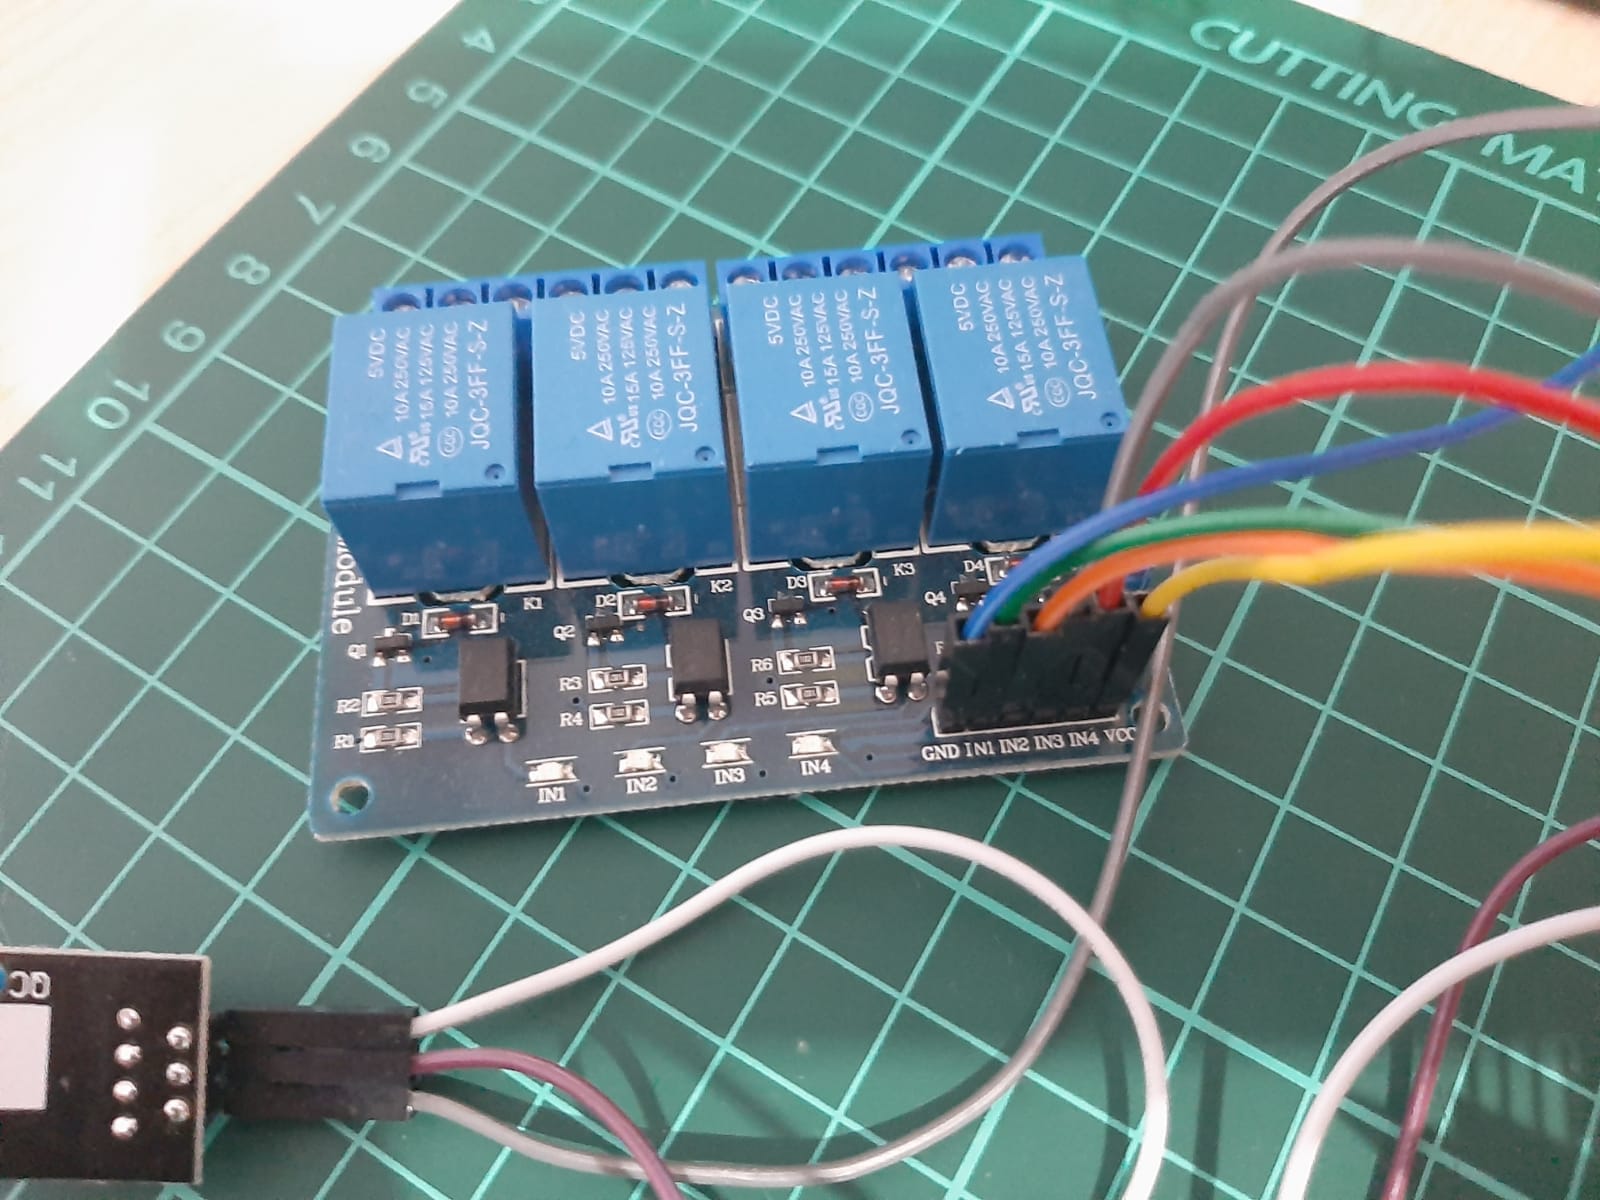 CUTTING MA
4
5
6
7
8
9
10
11
5VDC
10A 250VAC
15A 125VAC
10A 250VAC
JQC-3FF-S-Z
5VDC
10A 250VAC
15A 125VAC
10A 250VAC
JQC-3FF-S-Z
5VDC
10A 250VAC
15A 125VAC
10A 250VAC
JQC-3FF-S-Z
5VDC
10A 250VAC
15A 125VAC
10A 250VAC
JQC-3FF-S-Z
odule
K1
K2
K3
D1
D2
D3
D4
Q1
Q2
Q3
Q4
R2
R1
R3
R4
R6
R5
IN1
IN2
IN3
IN4
GND IN1 IN2 IN3 IN4 VCC